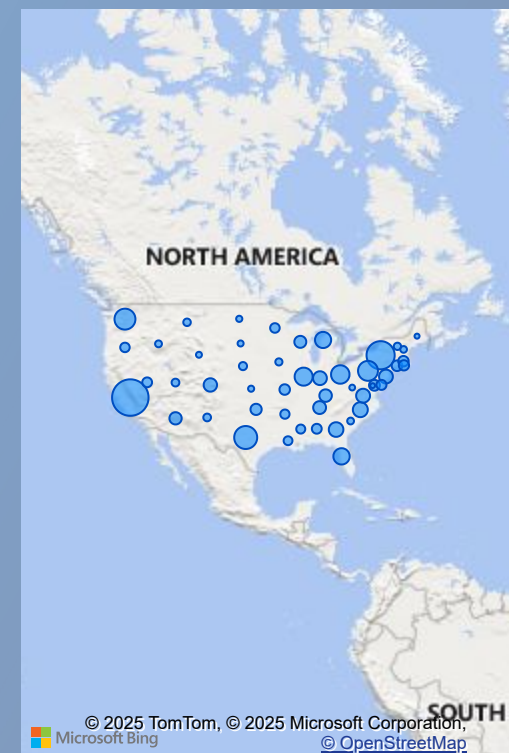 NORTH AMERICA
SOUTH
© 2025 TomTom, © 2025 Microsoft Corporation,
Microsoft Bing
© OpenStreetMap